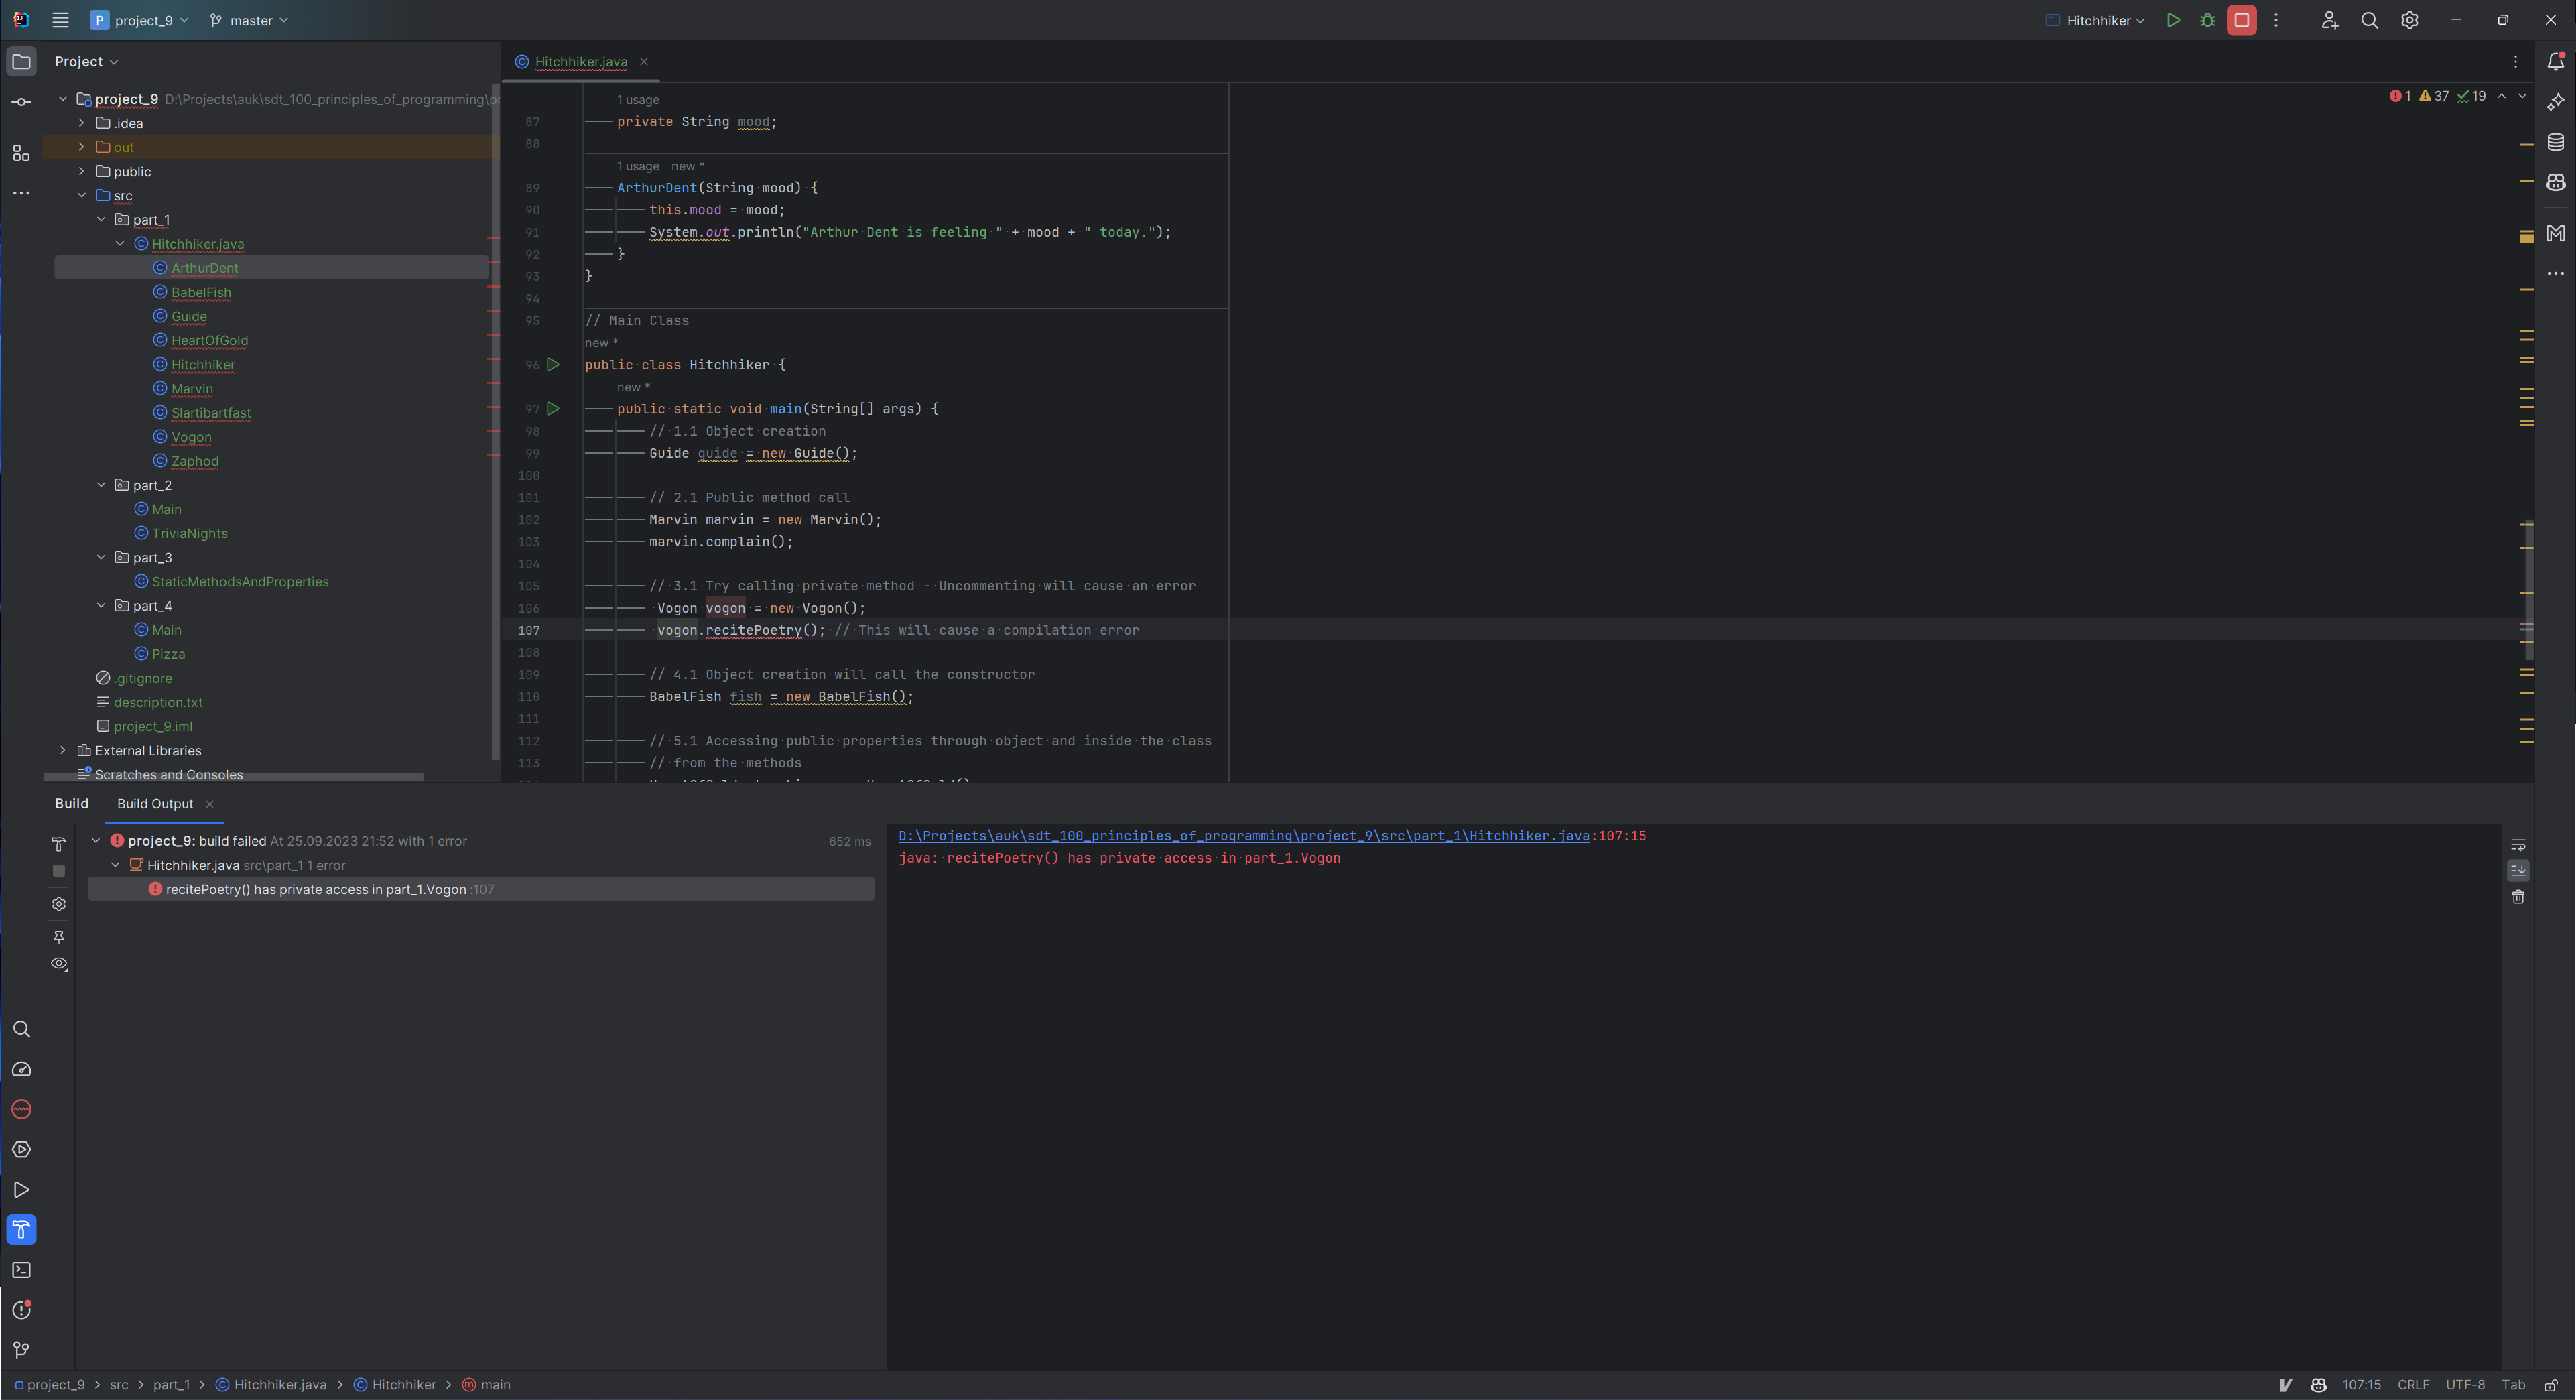 P project_9 master Hitchhiker
Project
Hitchhiker.java
project_9 D:\Projects\auk\sdt_100_principles_of_programming\pr
.idea
out
public
src
part_1
Hitchhiker.java
ArthurDent
BabelFish
Guide
HeartOfGold
Hitchhiker
Marvin
Slartibartfast
Vogon
Zaphod
part_2
Main
TriviaNights
part_3
StaticMethodsAndProperties
part_4
Main
Pizza
.gitignore
description.txt
project_9.iml
External Libraries
Scratches and Consoles
1 37 19
1 usage
87 private String mood;
88
1 usage new *
89 ArthurDent(String mood) {
90 this.mood = mood;
91 System.out.println("Arthur Dent is feeling " + mood + " today.");
92 }
93 }
94
95 // Main Class
new *
96 public class Hitchhiker {
new *
97 public static void main(String[] args) {
98 // 1.1 Object creation
99 Guide guide = new Guide();
100
101 // 2.1 Public method call
102 Marvin marvin = new Marvin();
103 marvin.complain();
104
105 // 3.1 Try calling private method - Uncommenting will cause an error
106 Vogon vogon = new Vogon();
107 vogon.recitePoetry(); // This will cause a compilation error
108
109 // 4.1 Object creation will call the constructor
110 BabelFish fish = new BabelFish();
111
112 // 5.1 Accessing public properties through object and inside the class
113 // from the methods
Build Build Output
project_9: build failed At 25.09.2023 21:52 with 1 error 652 ms
Hitchhiker.java src\part_1 1 error
recitePoetry() has private access in part_1.Vogon :107
D:\Projects\auk\sdt_100_principles_of_programming\project_9\src\part_1\Hitchhiker.java:107:15
java: recitePoetry() has private access in part_1.Vogon
project_9 > src > part_1 > Hitchhiker.java > Hitchhiker > main
107:15 CRLF UTF-8 Tab